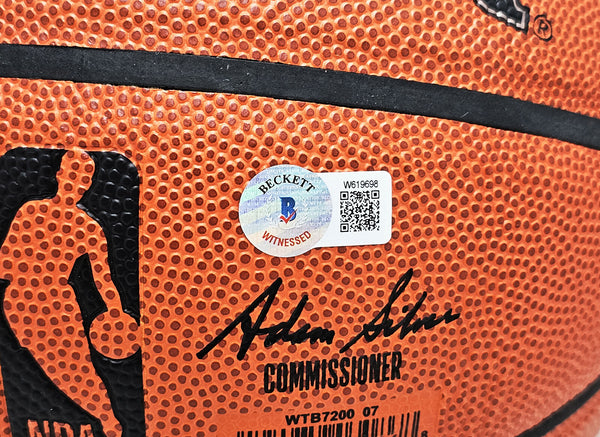 ®
BECKETT
B
WITNESSED
W619698
Adam Silver
COMMISSIONER
NBA
WTB7200 07